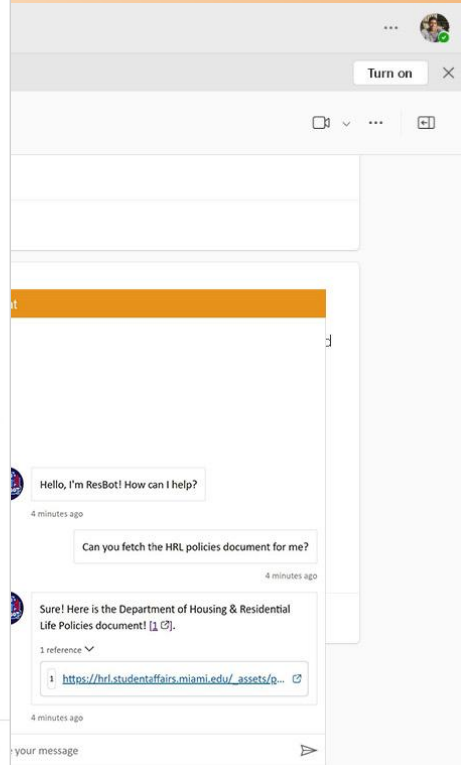 Turn on
Hello, I'm ResBot! How can I help?
4 minutes ago
Can you fetch the HRL policies document for me?
4 minutes ago
Sure! Here is the Department of Housing & Residential
Life Policies document! [1].
1 reference
1 https://hrl.studentaffairs.miami.edu/_assets/p...
4 minutes ago
your message